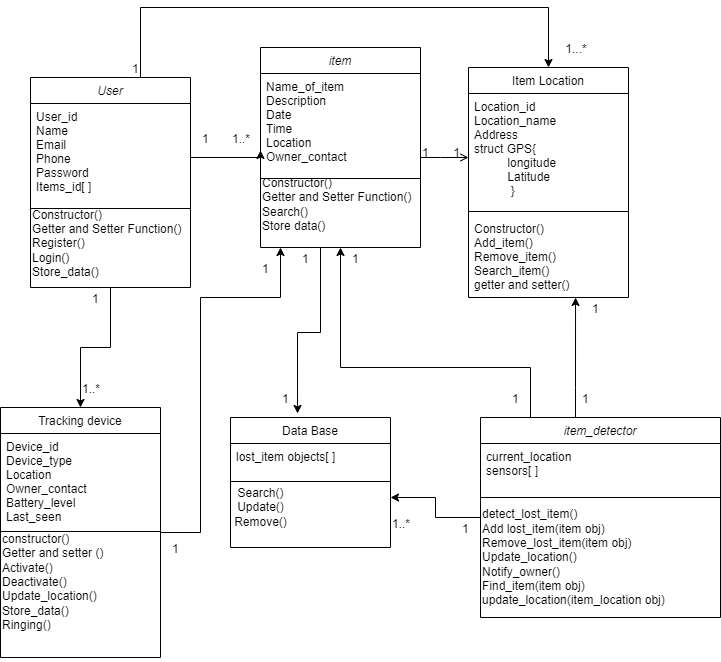 User
User_id
Name
Email
Phone
Password
Items_id[ ]
Constructor()
Getter and Setter Function()
Register()
Login()
Store_data()
item
Name_of_item
Description
Date
Time
Location
Owner_contact
Constructor()
Getter and Setter Function()
Search()
Store data()
Item Location
Location_id
Location_name
Address
struct GPS{
longitude
Latitude
}
Constructor()
Add_item()
Remove_item()
Search_item()
getter and setter()
Tracking device
Device_id
Device_type
Location
Owner_contact
Battery_level
Last_seen
constructor()
Getter and setter ()
Activate()
Deactivate()
Update_location()
Store_data()
Ringing()
Data Base
lost_item objects[ ]
Search()
Update()
Remove()
item_detector
current_location
sensors[ ]
detect_lost_item()
Add lost_item(item obj)
Remove_lost_item(item obj)
Update_location()
Notify_owner()
Find_item(item obj)
update_location(item_location obj)
1
1...*
1
1..*
1
1
1
1..*
1
1
1
1
1
1
1
1
1
1..*